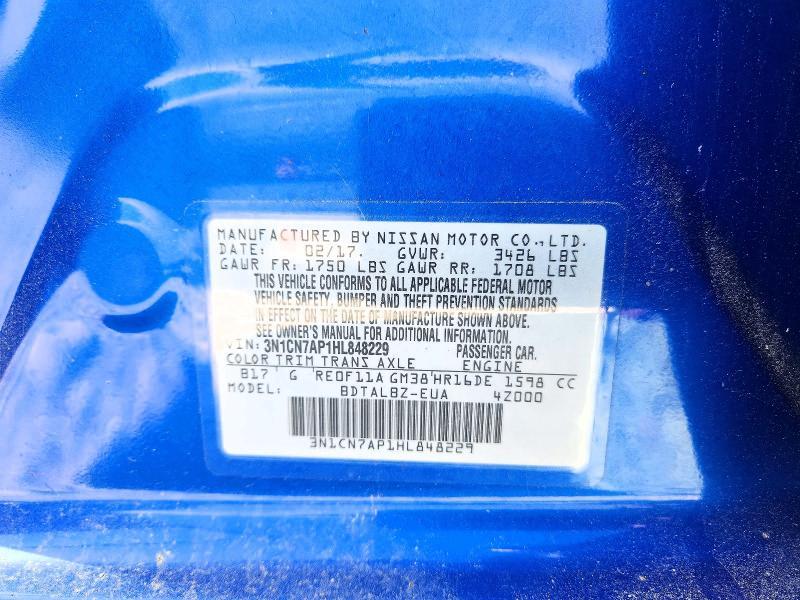 MANUFACTURED BY NISSAN MOTOR CO., LTD.
DATE: 02/17. GVWR: 3426 LBS
GAWR FR: 1750 LBS GAWR RR: 1708 LBS
THIS VEHICLE CONFORMS TO ALL APPLICABLE FEDERAL MOTOR
VEHICLE SAFETY, BUMPER AND THEFT PREVENTION STANDARDS
IN EFFECT ON THE DATE OF MANUFACTURE SHOWN ABOVE.
SEE OWNER'S MANUAL FOR ADDITIONAL INFORMATION.
VIN: 3N1CN7AP1HL848229 PASSENGER CAR.
COLOR TRIM TRANS AXLE ENGINE
B17 G RE0F11A GM38 HR16DE 1598 CC
MODEL: BDTALBZ-EUA 4Z000
3N1CN7AP1HL848229